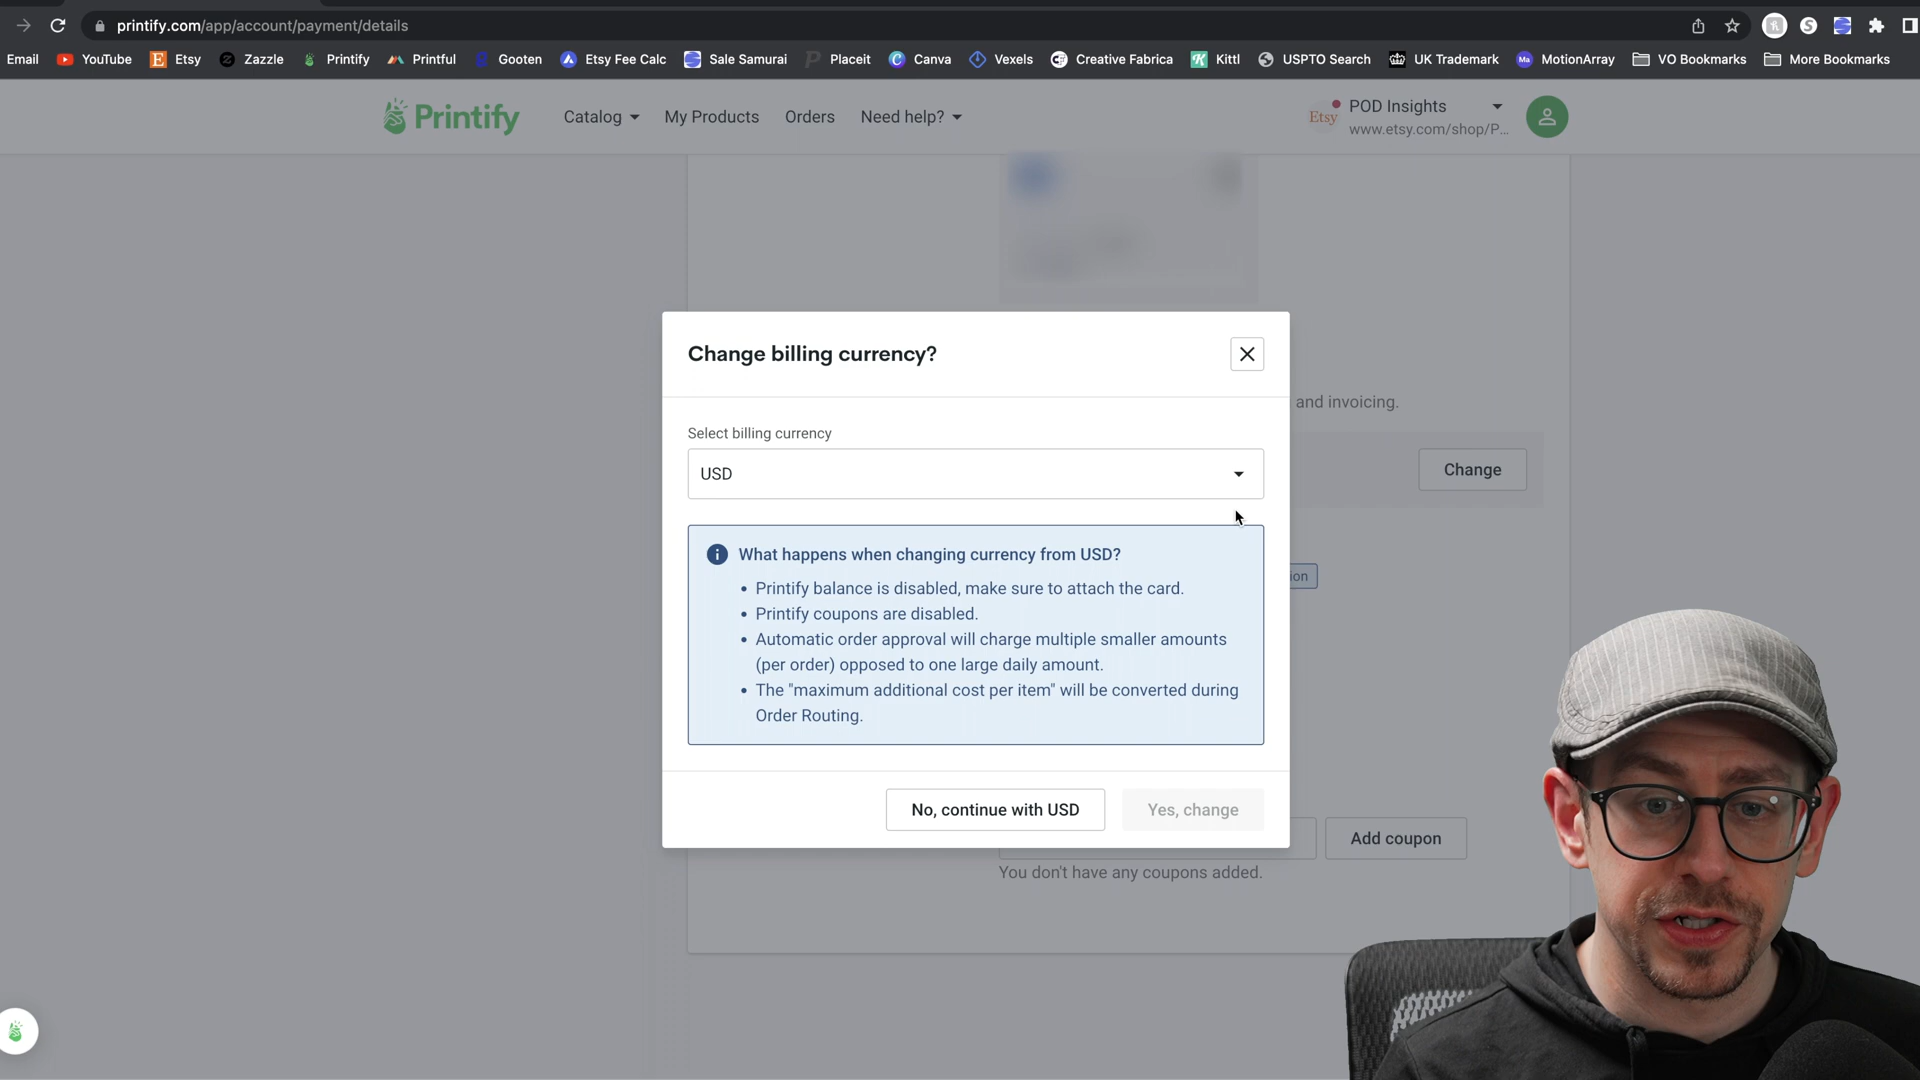 printify.com/app/account/payment/details
Email YouTube Etsy Zazzle Printify Printful Gooten Etsy Fee Calc Sale Samurai Placeit Canva Vexels Creative Fabrica Kittl USPTO Search UK Trademark MotionArray VO Bookmarks More Bookmarks
Printify Catalog My Products Orders Need help? Etsy POD Insights
www.etsy.com/shop/P...
Change billing currency?
and invoicing.
Select billing currency
USD
Change
What happens when changing currency from USD?
ion
• Printify balance is disabled, make sure to attach the card.
• Printify coupons are disabled.
• Automatic order approval will charge multiple smaller amounts
(per order) opposed to one large daily amount.
• The "maximum additional cost per item" will be converted during
Order Routing.
No, continue with USD Yes, change
Add coupon
You don't have any coupons added.